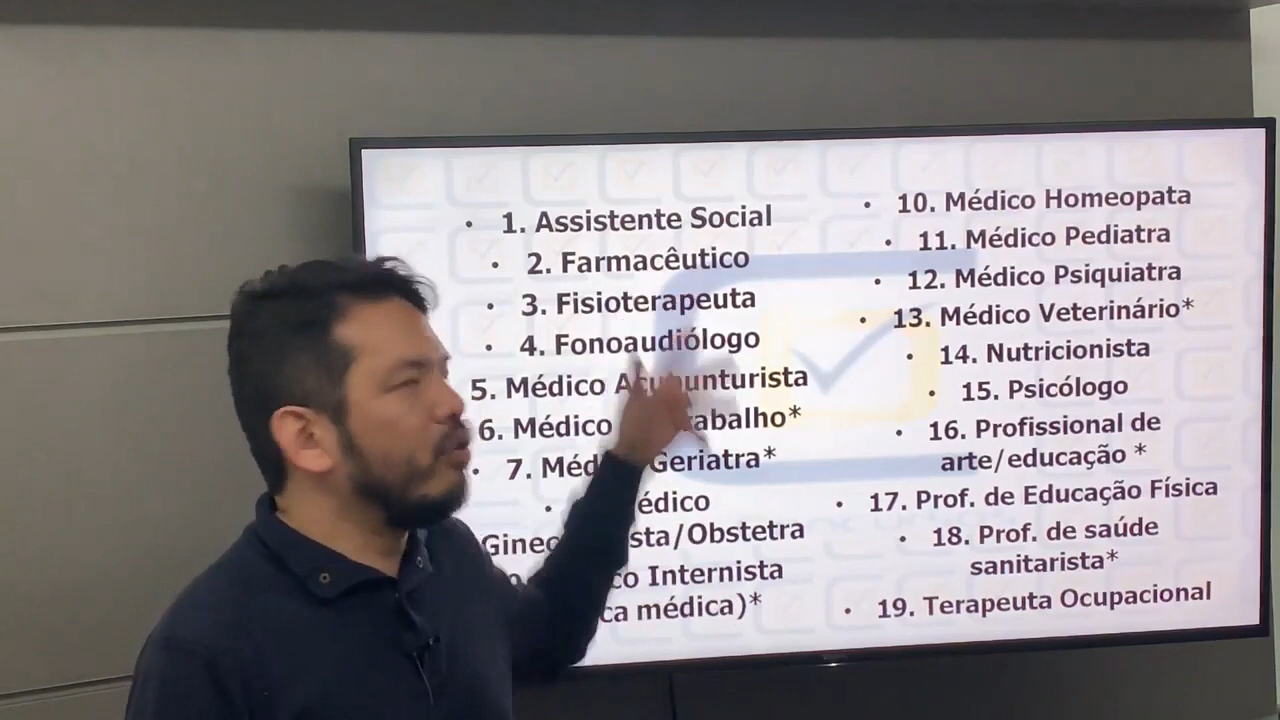 • 1. Assistente Social
• 2. Farmacêutico
• 3. Fisioterapeuta
• 4. Fonoaudiólogo
5. Médico Acupunturista
6. Médico abalho*
• 7. Méd Geriatra*
• édico
Ginec sta/Obstetra
co Internista
ca médica)*
• 10. Médico Homeopata
• 11. Médico Pediatra
• 12. Médico Psiquiatra
• 13. Médico Veterinário*
• 14. Nutricionista
• 15. Psicólogo
• 16. Profissional de
arte/educação *
• 17. Prof. de Educação Física
• 18. Prof. de saúde
sanitarista*
• 19. Terapeuta Ocupacional